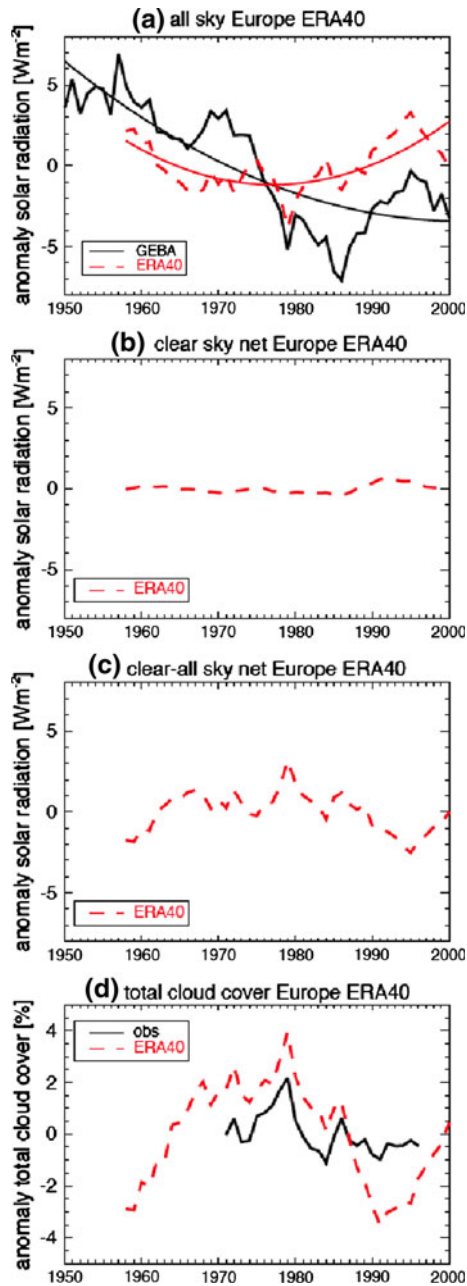 (a) all sky Europe ERA40
anomaly solar radiation [Wm-2]
5
0
-5
GEBA
ERA40
1950 1960 1970 1980 1990 2000
(b) clear sky net Europe ERA40
anomaly solar radiation [Wm-2]
5
0
-5
ERA40
1950 1960 1970 1980 1990 2000
(c) clear-all sky net Europe ERA40
anomaly solar radiation [Wm-2]
5
0
-5
ERA40
1950 1960 1970 1980 1990 2000
(d) total cloud cover Europe ERA40
anomaly total cloud cover [%]
obs
ERA40
4
2
0
-2
-4
1950 1960 1970 1980 1990 2000